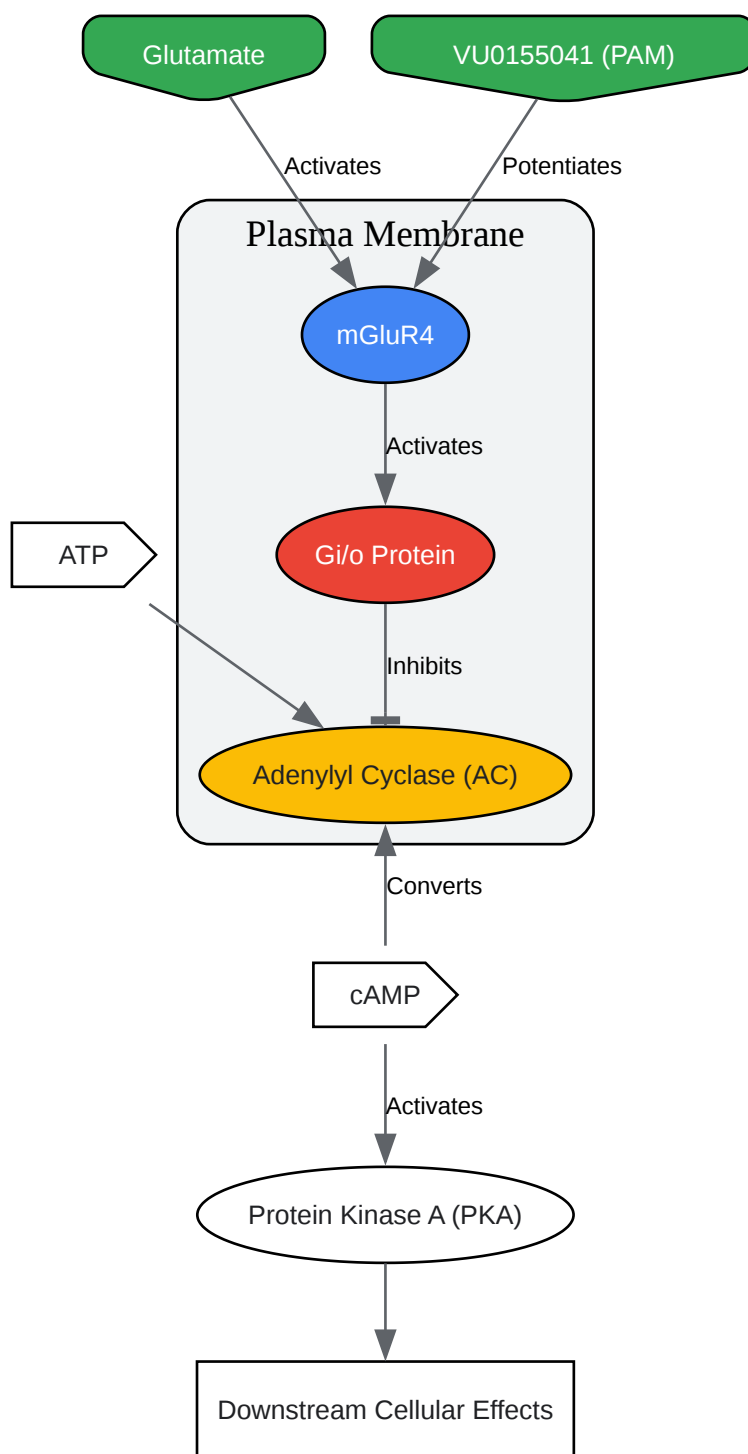 Glutamate
VU0155041 (PAM)
Activates
Potentiates
Plasma Membrane
mGluR4
Activates
Gi/o Protein
ATP
Inhibits
Adenylyl Cyclase (AC)
Converts
cAMP
Activates
Protein Kinase A (PKA)
Downstream Cellular Effects